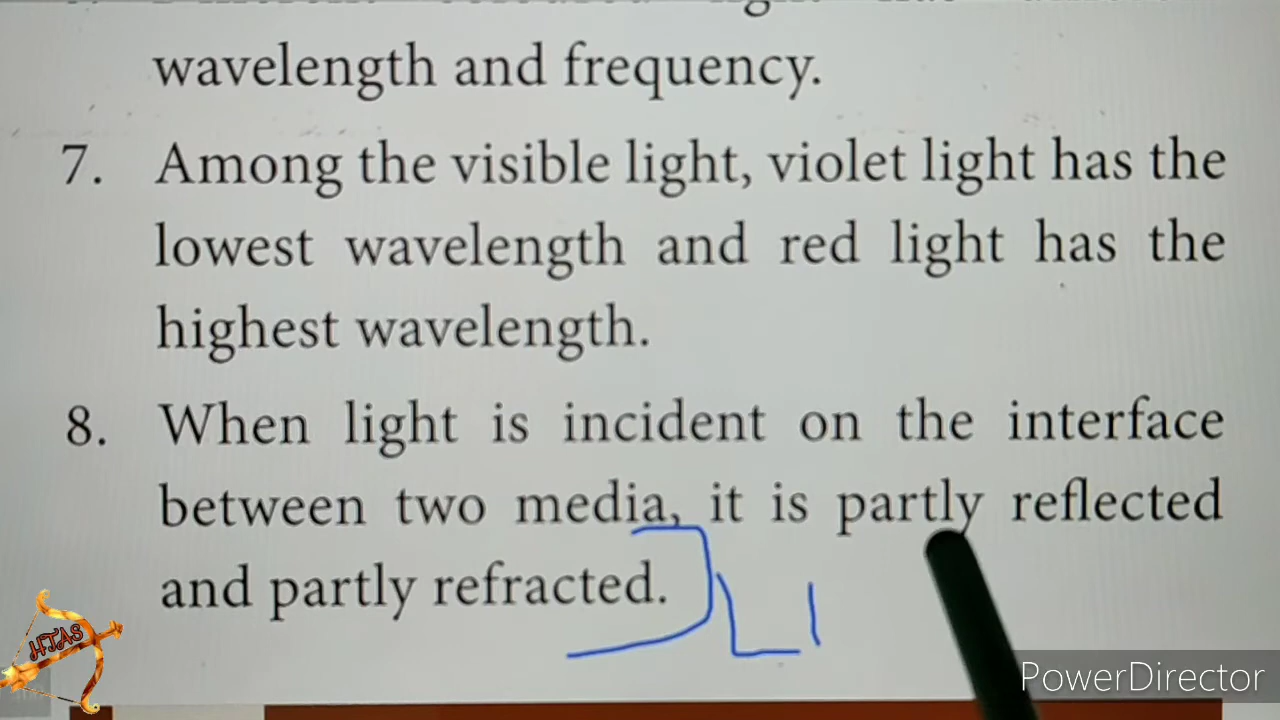 wavelength and frequency.
7. Among the visible light, violet light has the
lowest wavelength and red light has the
highest wavelength.
8. When light is incident on the interface
between two media, it is partly reflected
and partly refracted.
HTAS
PowerDirector